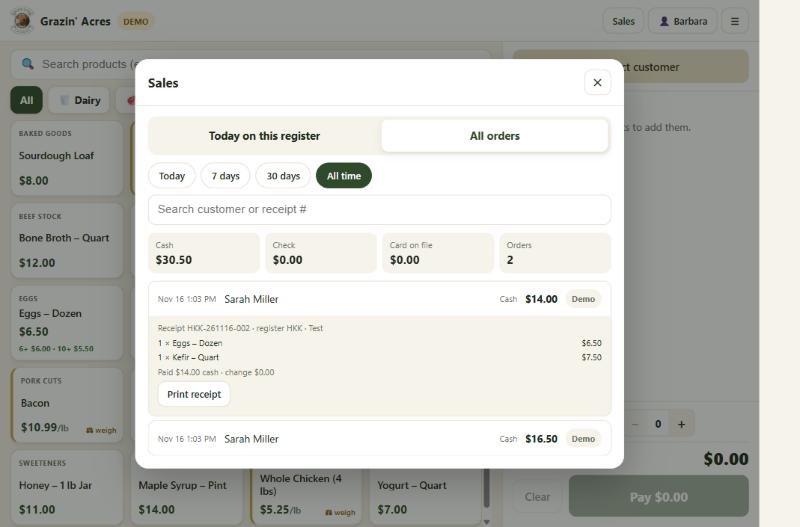 Grazin' Acres DEMO
Sales
Barbara
Search products (e
All
Dairy
ct customer
ts to add them.
BAKED GOODS
Sourdough Loaf
$8.00
BEEF STOCK
Bone Broth – Quart
$12.00
EGGS
Eggs – Dozen
$6.50
6+ $6.00 · 10+ $5.50
PORK CUTS
Bacon
$10.99/lb
weigh
SWEETENERS
Honey – 1 lb Jar
$11.00
Maple Syrup – Pint
$14.00
Whole Chicken (4
lbs)
$5.25/lb
weigh
Yogurt – Quart
$7.00
Sales
Today on this register
All orders
Today
7 days
30 days
All time
Search customer or receipt #
Cash
$30.50
Check
$0.00
Card on file
$0.00
Orders
2
Nov 16 1:03 PM Sarah Miller Cash $14.00 Demo
Receipt HKK-261116-002 · register HKK · Test
1 × Eggs – Dozen $6.50
1 × Kefir – Quart $7.50
Paid $14.00 cash · change $0.00
Print receipt
Nov 16 1:03 PM Sarah Miller Cash $16.50 Demo
– 0 +
$0.00
Clear
Pay $0.00